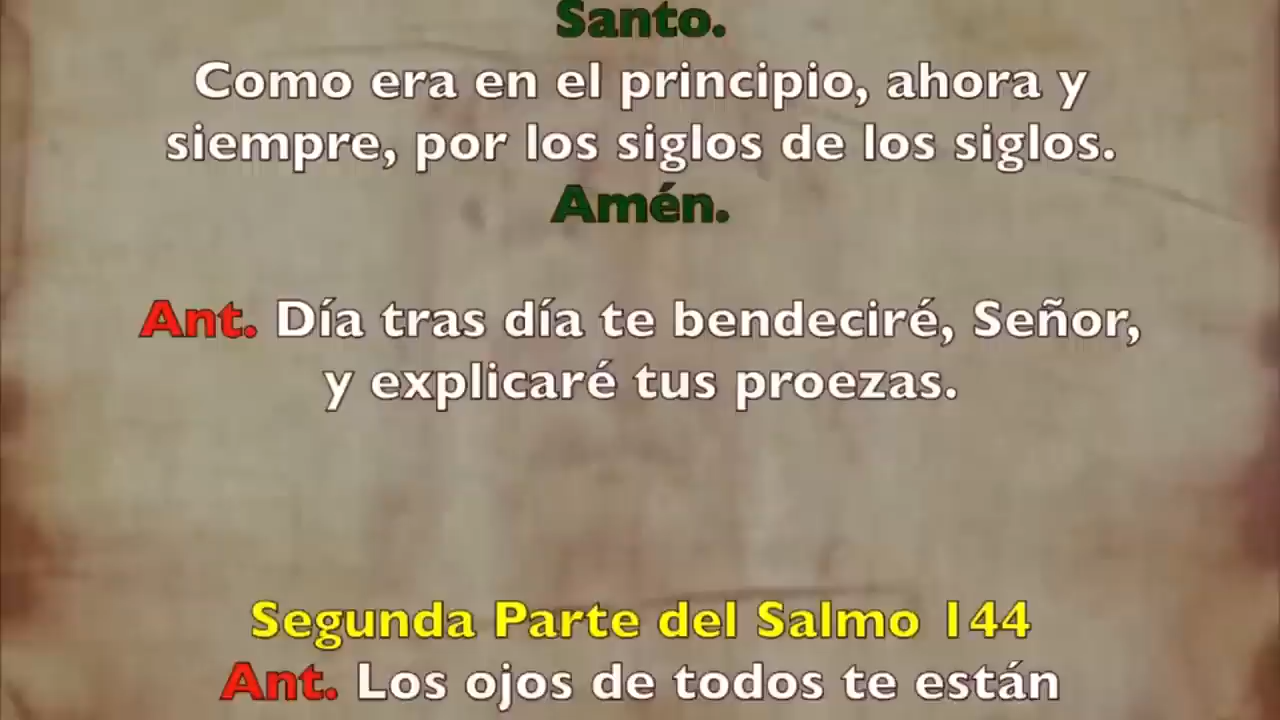 Santo.
Como era en el principio, ahora y
siempre, por los siglos de los siglos.
Amén.
Ant. Día tras día te bendeciré, Señor,
y explicaré tus proezas.
Segunda Parte del Salmo 144
Ant. Los ojos de todos te están